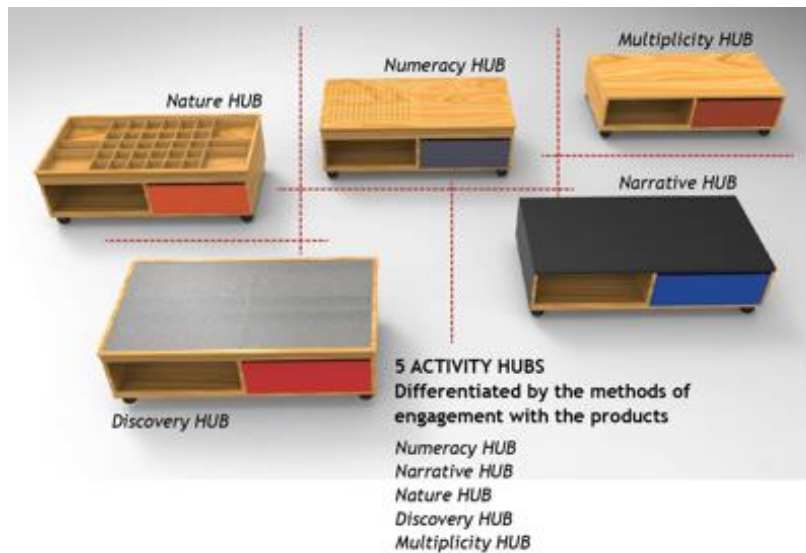 Multiplicity HUB
Numeracy HUB
Nature HUB
Narrative HUB
Discovery HUB
5 ACTIVITY HUBS
Differentiated by the methods of
engagement with the products
Numeracy HUB
Narrative HUB
Nature HUB
Discovery HUB
Multiplicity HUB